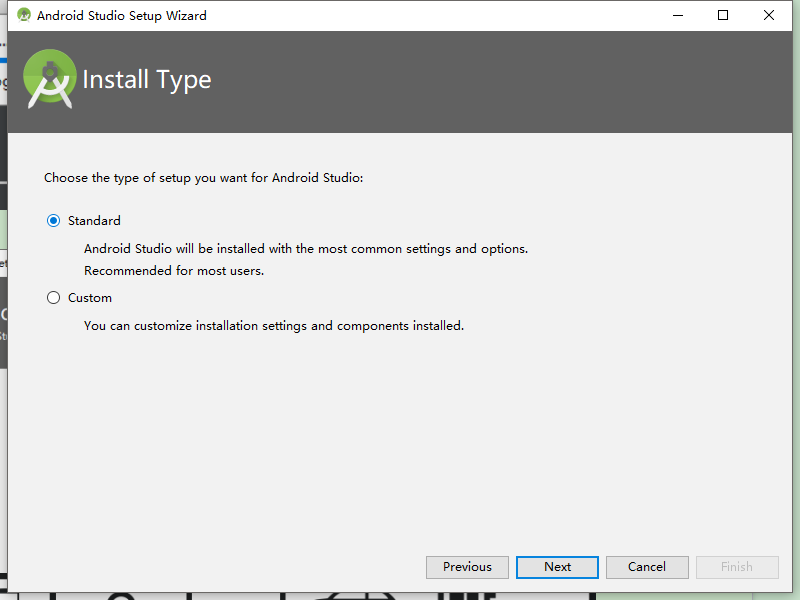 Android Studio Setup Wizard
Install Type
Choose the type of setup you want for Android Studio:
Standard
Android Studio will be installed with the most common settings and options.
Recommended for most users.
Custom
You can customize installation settings and components installed.
Previous
Next
Cancel
Finish